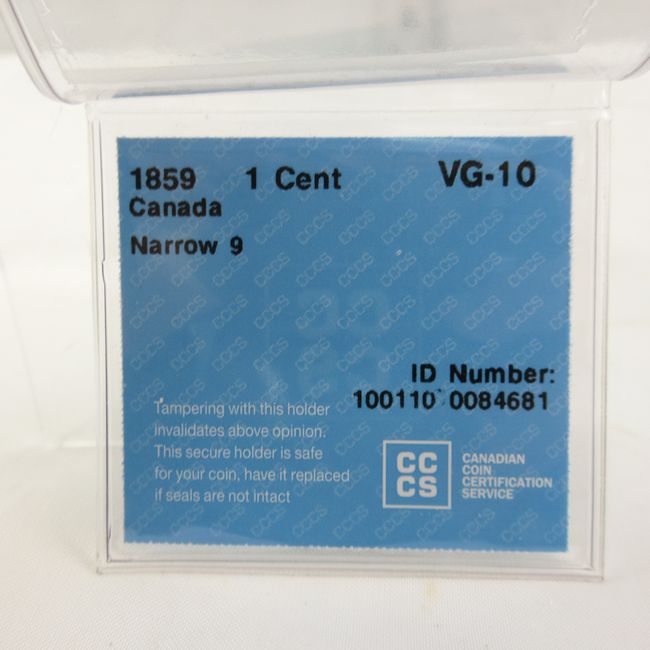 1859 1 Cent VG-10
Canada
Narrow 9
ID Number:
100110 0084681
Tampering with this holder
invalidates above opinion.
This secure holder is safe
for your coin, have it replaced
if seals are not intact
CC
CS
CANADIAN
COIN
CERTIFICATION
SERVICE